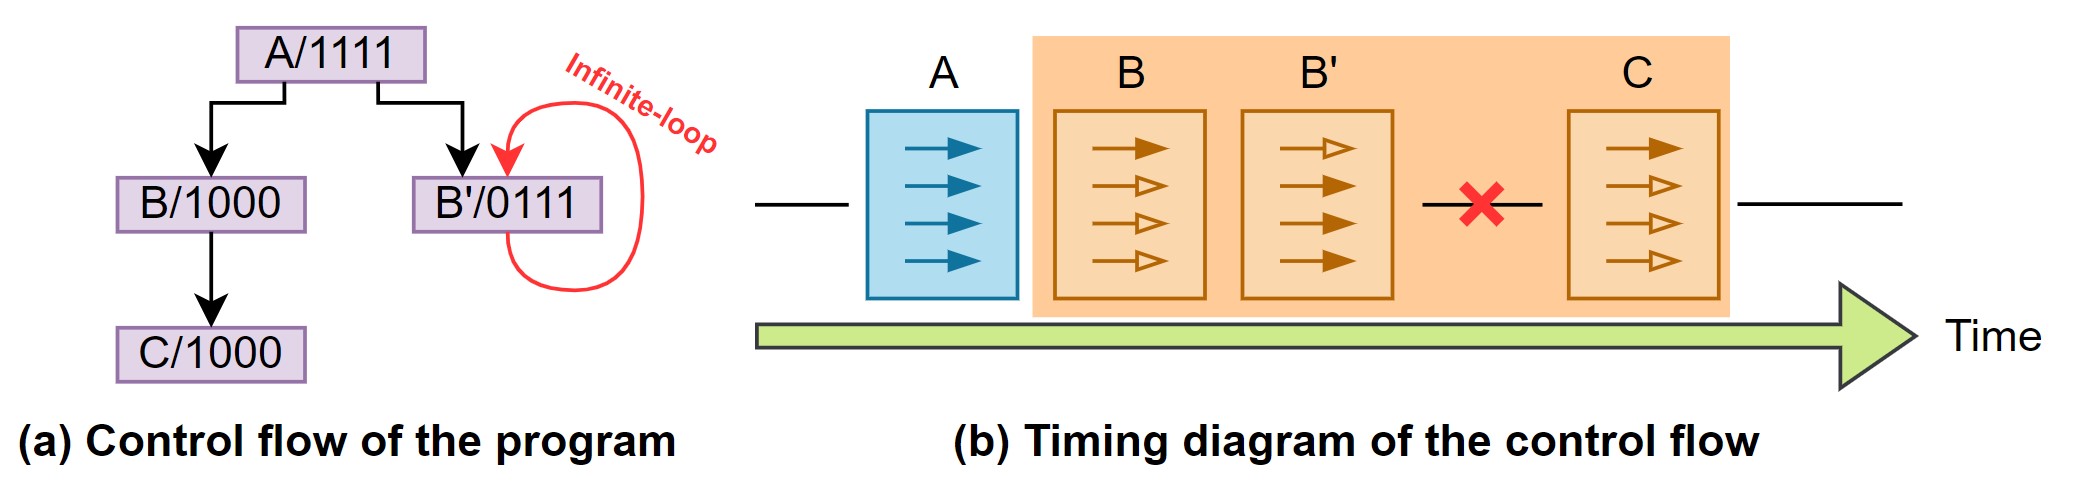 A/1111
Infinite-loop
B/1000
B'/0111
C/1000
(a) Control flow of the program
A
B
B'
C
Time
(b) Timing diagram of the control flow